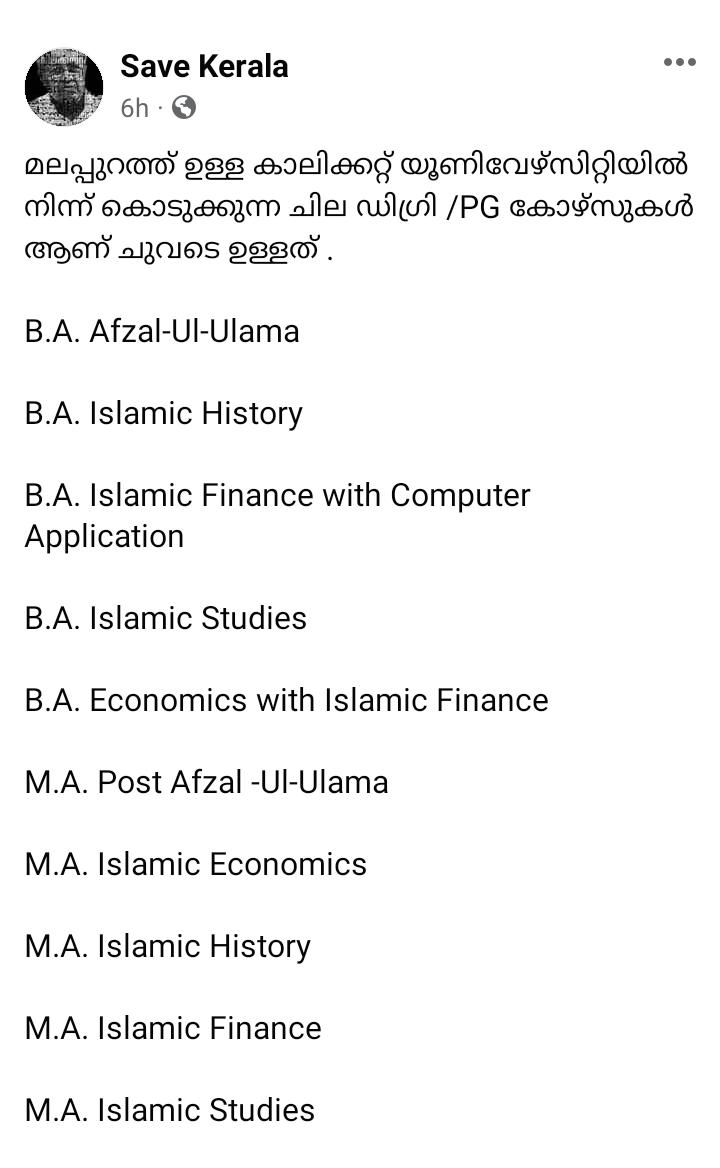 Save Kerala
6h ·
മലപ്പുറത്ത് ഉള്ള കാലിക്കറ്റ് യൂണിവേഴ്സിറ്റിയിൽ
നിന്ന് കൊടുക്കുന്ന ചില ഡിഗ്രി /PG കോഴ്സുകൾ
ആണ് ചുവടെ ഉള്ളത് .
B.A. Afzal-Ul-Ulama
B.A. Islamic History
B.A. Islamic Finance with Computer
Application
B.A. Islamic Studies
B.A. Economics with Islamic Finance
M.A. Post Afzal -Ul-Ulama
M.A. Islamic Economics
M.A. Islamic History
M.A. Islamic Finance
M.A. Islamic Studies